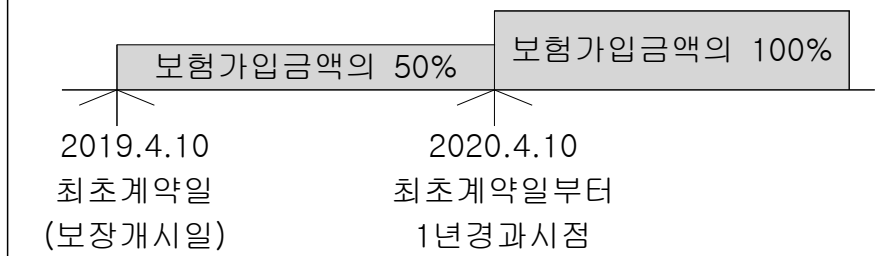 보험가입금액의 50%
보험가입금액의 100%
2019.4.10
최초계약일
(보장개시일)
2020.4.10
최초계약일부터
1년경과시점